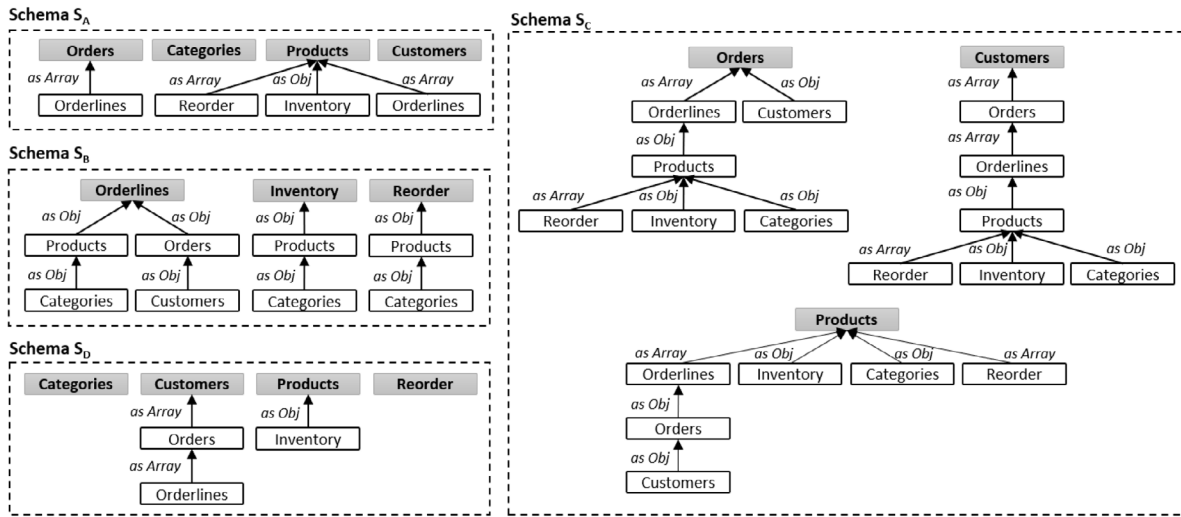 Schema SA
Orders Categories Products Customers
as Array as Array as Obj as Array
Orderlines Reorder Inventory Orderlines
Schema SB
Orderlines Inventory Reorder
as Obj as Obj as Obj as Obj
Products Orders Products Products
as Obj as Obj as Obj as Obj
Categories Customers Categories Categories
Schema SD
Categories Customers Products Reorder
as Array as Obj
Orders Inventory
as Array
Orderlines
Schema SC
Orders Customers
as Array as Obj as Array
Orderlines Customers Orders
as Obj as Array
Products Orderlines
as Array as Obj as Obj as Obj
Reorder Inventory Categories Products
as Array as Obj as Obj
Reorder Inventory Categories
Products
as Array as Obj as Obj as Array
Orderlines Inventory Categories Reorder
as Obj
Orders
as Obj
Customers